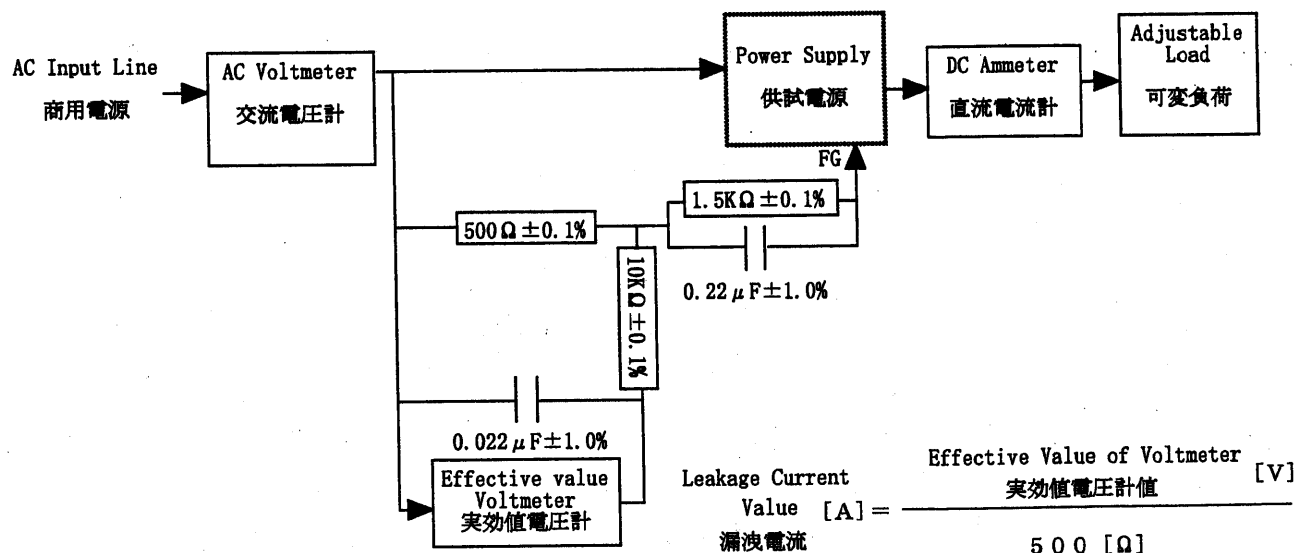 AC Input Line
商用電源
AC Voltmeter
交流電圧計
Power Supply
供試電源
DC Ammeter
直流電流計
Adjustable
Load
可変負荷
FG
1.5KΩ±0.1%
500Ω±0.1%
0.22μF±1.0%
10KΩ±0.1%
0.022μF±1.0%
Effective value
Voltmeter
実効値電圧計
Leakage Current
Value [A] =
漏洩電流
Effective Value of Voltmeter [V]
実効値電圧計値
500 [Ω]